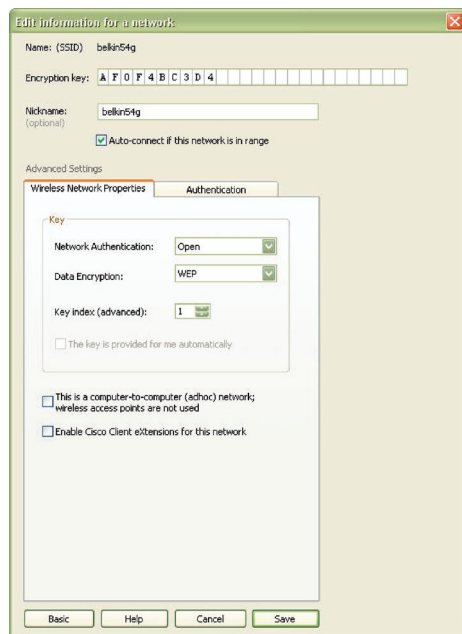 Edit information for a network
Name: (SSID) belkin54g
Encryption key: A F 0 F 4 B C 3 D 4
Nickname: belkin54g
(optional)
Auto-connect if this network is in range
Advanced Settings
Wireless Network Properties Authentication
Key
Network Authentication: Open
Data Encryption: WEP
Key index (advanced): 1
The key is provided for me automatically
This is a computer-to-computer (adhoc) network;
wireless access points are not used
Enable Cisco Client eXtensions for this network
Basic Help Cancel Save